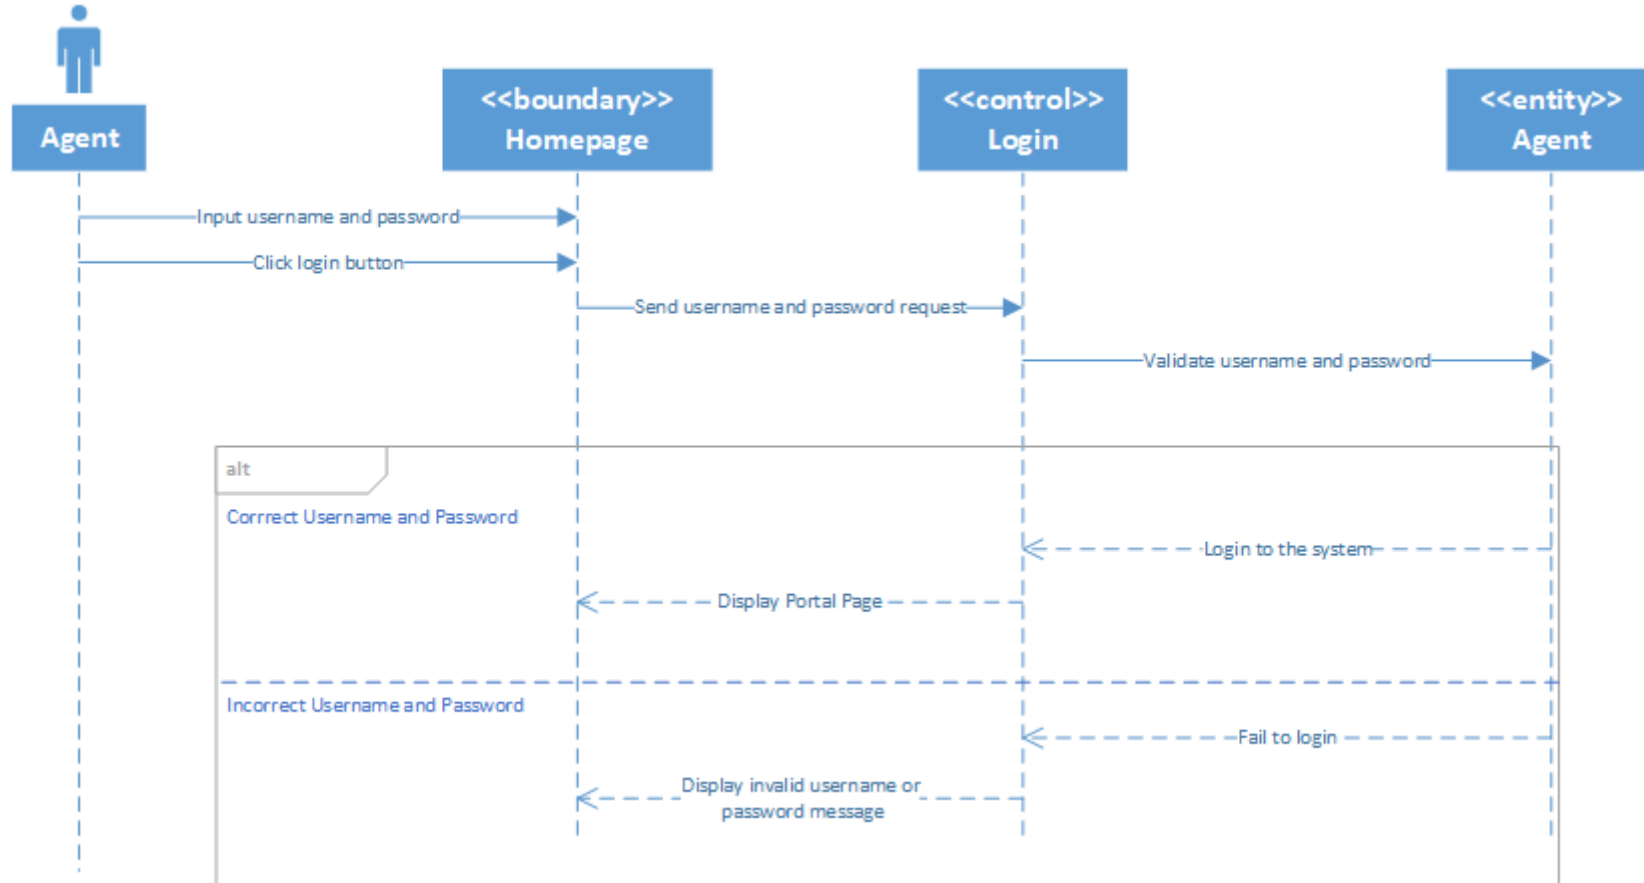 Agent
<<boundary>>
Homepage
<<control>>
Login
<<entity>>
Agent
Input username and password
Click login button
Send username and password request
Validate username and password
alt
Corrrect Username and Password
Login to the system
Display Portal Page
Incorrect Username and Password
Fail to login
Display invalid username or
password message